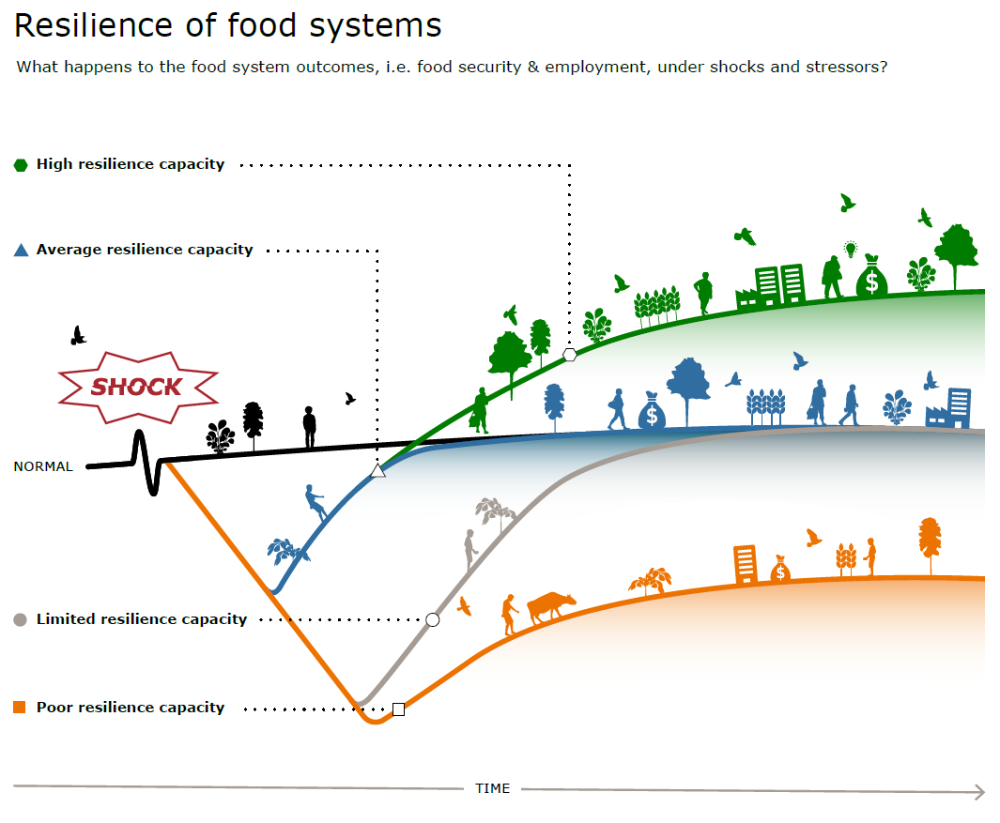 Resilience of food systems
What happens to the food system outcomes, i.e. food security & employment, under shocks and stressors?
High resilience capacity
Average resilience capacity
SHOCK
NORMAL
$
$
Limited resilience capacity
$
Poor resilience capacity
TIME